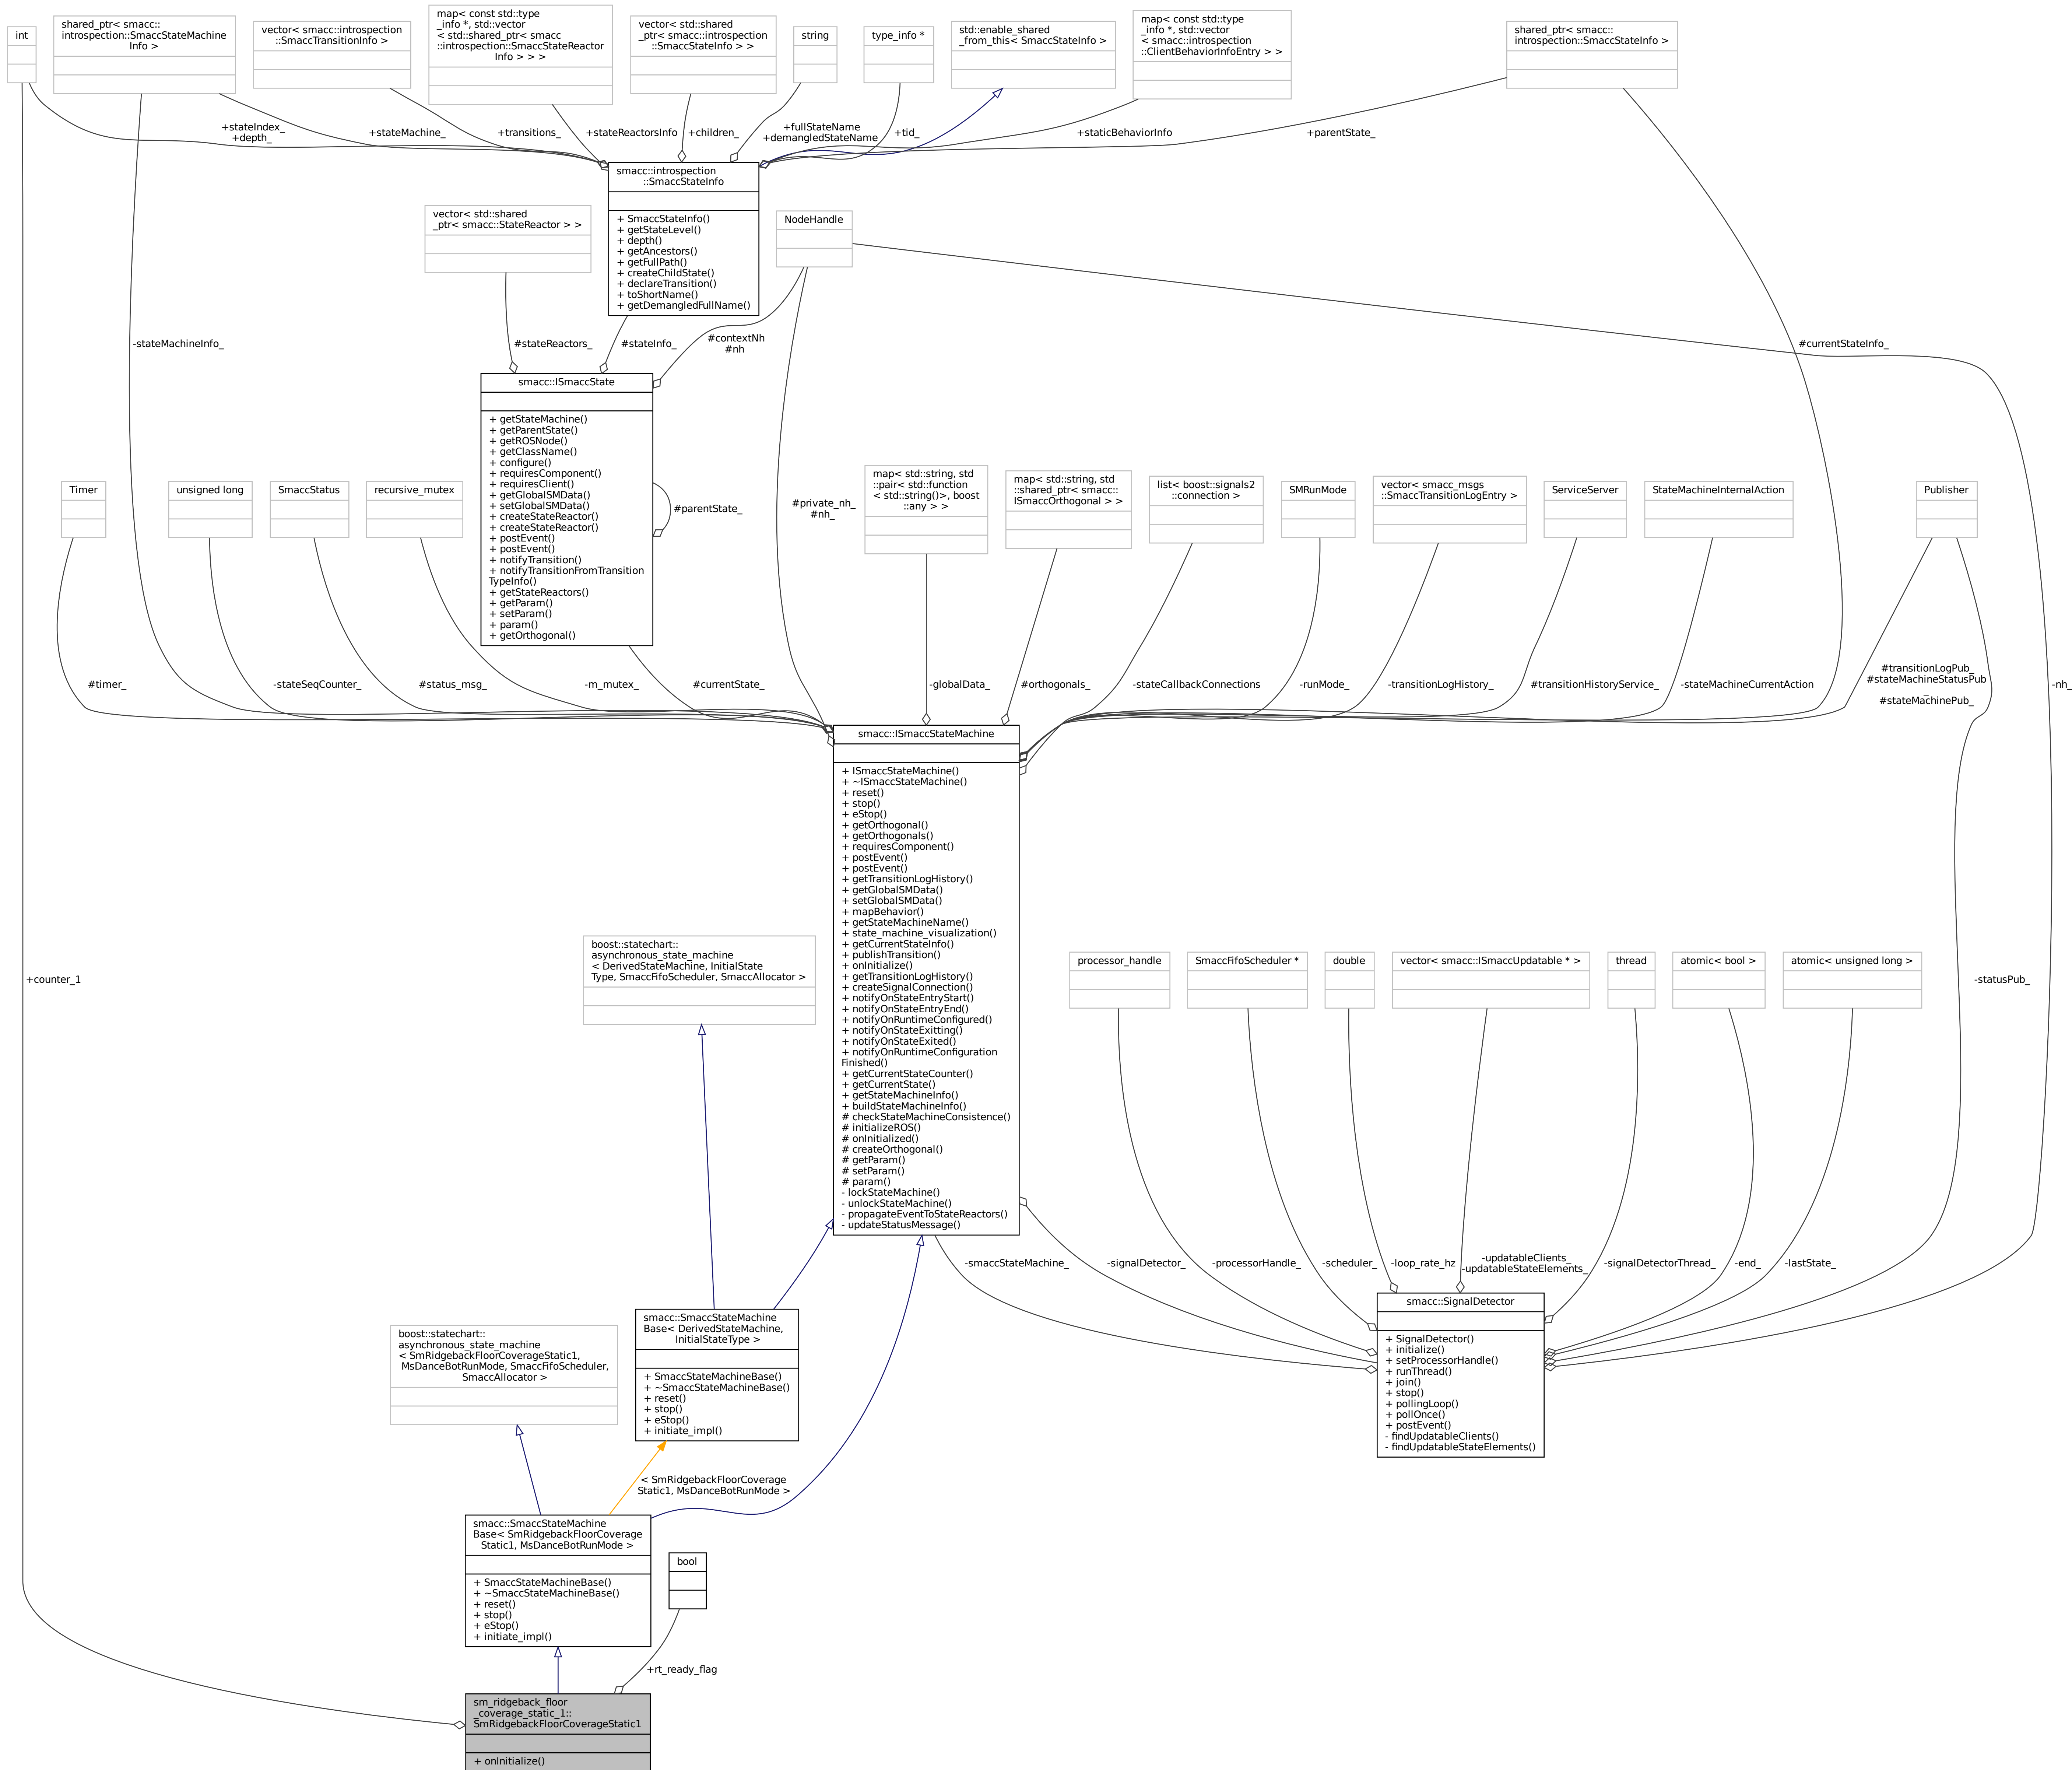 int
shared_ptr< smacc::
introspection::SmaccStateMachine
Info >
vector< smacc::introspection
::SmaccTransitionInfo >
map< const std::type
_info *, std::vector
< std::shared_ptr< smacc
::introspection::SmaccStateReactor
Info > > >
vector< std::shared
_ptr< smacc::introspection
::SmaccStateInfo > >
string
type_info *
std::enable_shared
_from_this< SmaccStateInfo >
map< const std::type
_info *, std::vector
< smacc::introspection
::ClientBehaviorInfoEntry > >
shared_ptr< smacc::
introspection::SmaccStateInfo >
+stateIndex_
+depth_
+stateMachine_
+transitions_
+stateReactorsInfo
+children_
+fullStateName
+demangledStateName
+tid_
+staticBehaviorInfo
+parentState_
smacc::introspection
::SmaccStateInfo
+ SmaccStateInfo()
+ getStateLevel()
+ depth()
+ getAncestors()
+ getFullPath()
+ createChildState()
+ declareTransition()
+ toShortName()
+ getDemangledFullName()
vector< std::shared
_ptr< smacc::StateReactor > >
NodeHandle
-stateMachineInfo_
#stateReactors_
#stateInfo_
#contextNh
#nh
#currentStateInfo_
smacc::ISmaccState
+ getStateMachine()
+ getParentState()
+ getROSNode()
+ getClassName()
+ configure()
+ requiresComponent()
+ requiresClient()
+ getGlobalSMData()
+ setGlobalSMData()
+ createStateReactor()
+ createStateReactor()
+ postEvent()
+ postEvent()
+ notifyTransition()
+ notifyTransitionFromTransition
TypeInfo()
+ getStateReactors()
+ getParam()
+ setParam()
+ param()
+ getOrthogonal()
#parentState_
#private_nh_
#nh_
Timer
unsigned long
SmaccStatus
recursive_mutex
map< std::string, std
::pair< std::function
< std::string()>, boost
::any > >
map< std::string, std
::shared_ptr< smacc::
ISmaccOrthogonal > >
list< boost::signals2
::connection >
SMRunMode
vector< smacc_msgs
::SmaccTransitionLogEntry >
ServiceServer
StateMachineInternalAction
Publisher
#timer_
-stateSeqCounter_
#status_msg_
-m_mutex_
#currentState_
-globalData_
#orthogonals_
-stateCallbackConnections
-runMode_
-transitionLogHistory_
#transitionHistoryService_
-stateMachineCurrentAction
#transitionLogPub_
#stateMachineStatusPub
_
#stateMachinePub_
-nh_
smacc::ISmaccStateMachine
+ ISmaccStateMachine()
+ ~ISmaccStateMachine()
+ reset()
+ stop()
+ eStop()
+ getOrthogonal()
+ getOrthogonals()
+ requiresComponent()
+ postEvent()
+ postEvent()
+ getTransitionLogHistory()
+ getGlobalSMData()
+ setGlobalSMData()
+ mapBehavior()
+ getStateMachineName()
+ state_machine_visualization()
+ getCurrentStateInfo()
+ publishTransition()
+ onInitialize()
+ getTransitionLogHistory()
+ createSignalConnection()
+ notifyOnStateEntryStart()
+ notifyOnStateEntryEnd()
+ notifyOnRuntimeConfigured()
+ notifyOnStateExitting()
+ notifyOnStateExited()
+ notifyOnRuntimeConfiguration
Finished()
+ getCurrentStateCounter()
+ getCurrentState()
+ getStateMachineInfo()
+ buildStateMachineInfo()
# checkStateMachineConsistence()
# initializeROS()
# onInitialized()
# createOrthogonal()
# getParam()
# setParam()
# param()
- lockStateMachine()
- unlockStateMachine()
- propagateEventToStateReactors()
- updateStatusMessage()
boost::statechart::
asynchronous_state_machine
< DerivedStateMachine, InitialState
Type, SmaccFifoScheduler, SmaccAllocator >
processor_handle
SmaccFifoScheduler *
double
vector< smacc::ISmaccUpdatable * >
thread
atomic< bool >
atomic< unsigned long >
+counter_1
-statusPub_
-smaccStateMachine_
-signalDetector_
-processorHandle_
-scheduler_
-loop_rate_hz
-updatableClients_
-updatableStateElements_
-signalDetectorThread_
-end_
-lastState_
smacc::SignalDetector
+ SignalDetector()
+ initialize()
+ setProcessorHandle()
+ runThread()
+ join()
+ stop()
+ pollingLoop()
+ pollOnce()
+ postEvent()
- findUpdatableClients()
- findUpdatableStateElements()
smacc::SmaccStateMachine
Base< DerivedStateMachine,
InitialStateType >
+ SmaccStateMachineBase()
+ ~SmaccStateMachineBase()
+ reset()
+ stop()
+ eStop()
+ initiate_impl()
boost::statechart::
asynchronous_state_machine
< SmRidgebackFloorCoverageStatic1,
MsDanceBotRunMode, SmaccFifoScheduler,
SmaccAllocator >
< SmRidgebackFloorCoverage
Static1, MsDanceBotRunMode >
smacc::SmaccStateMachine
Base< SmRidgebackFloorCoverage
Static1, MsDanceBotRunMode >
+ SmaccStateMachineBase()
+ ~SmaccStateMachineBase()
+ reset()
+ stop()
+ eStop()
+ initiate_impl()
bool
+rt_ready_flag
sm_ridgeback_floor
_coverage_static_1::
SmRidgebackFloorCoverageStatic1
+ onInitialize()